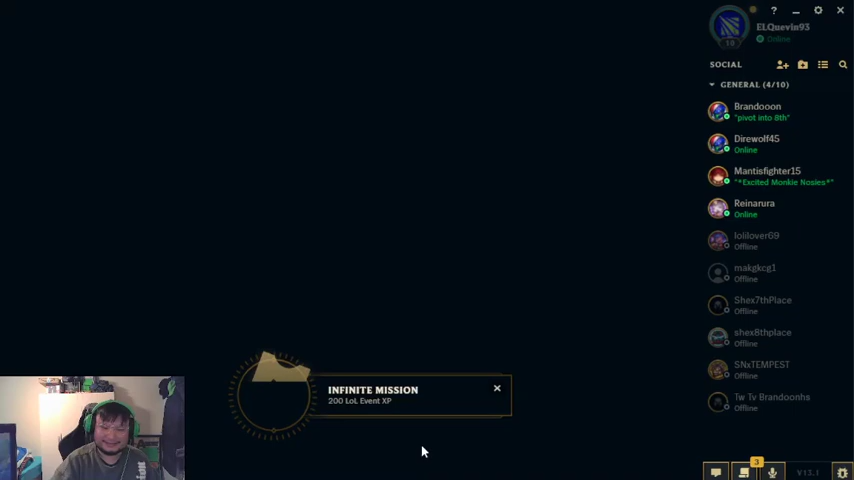 ?
ELQuevin93
Online
19
SOCIAL
GENERAL (4/10)
Brandooon
"pivot into 8th"
Direwolf45
Online
Mantisfighter15
"*Excited Monkie Nosies*"
Reinarura
Online
lolilover69
Offline
makgkcg1
Offline
Shex7thPlace
Offline
shex8thplace
Offline
SNxTEMPEST
Offline
Tw Tv Brandoonhs
Offline
INFINITE MISSION
200 LoL Event XP
3
V13.1